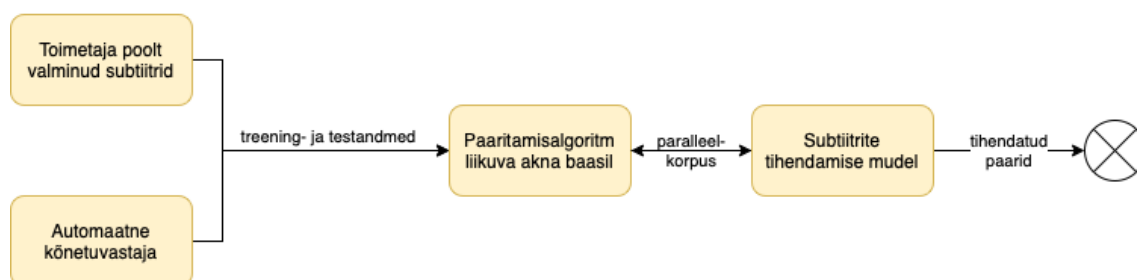 Toimetaja poolt
valminud subtiitrid
treening- ja testandmed
Paaritamisalgoritm
liikuva akna baasil
paralleel-
korpus
Subtiitrite
tihendamise mudel
tihendatud
paarid
Automaatne
kõnetuvastaja